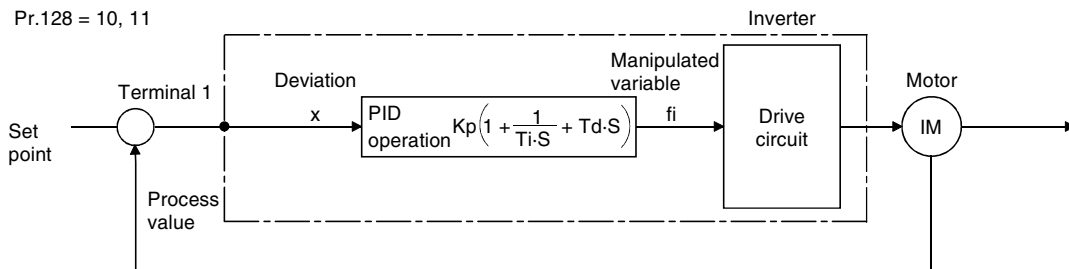 Pr.128 = 10, 11
Inverter
Terminal 1
Deviation
Manipulated
variable
Motor
Set
point
x
PID
operation
Kp(1 + 1/Ti·S + Td·S)
fi
Drive
circuit
IM
Process
value